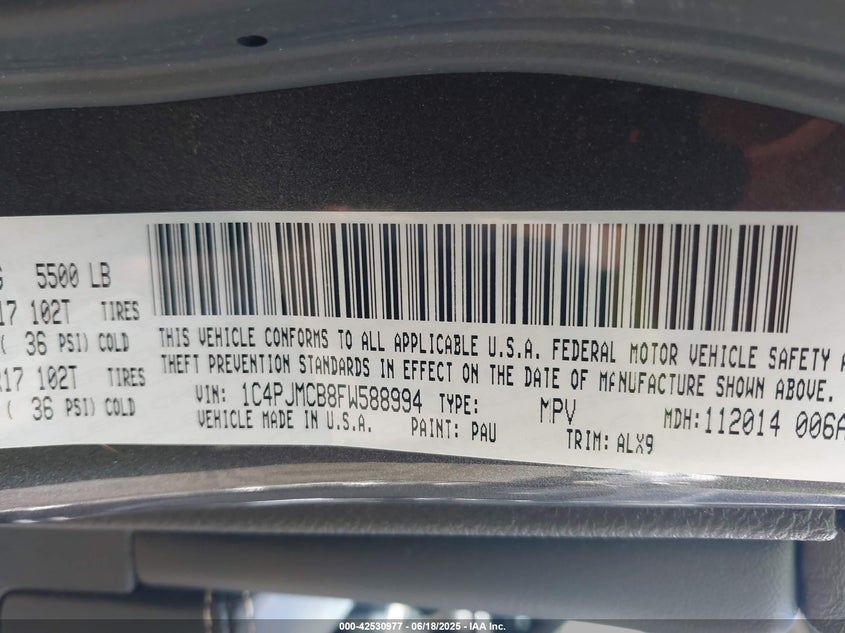 G 5500 LB
17 102T TIRES
( 36 PSI) COLD
R17 102T TIRES
( 36 PSI) COLD
THIS VEHICLE CONFORMS TO ALL APPLICABLE U.S.A. FEDERAL MOTOR VEHICLE SAFETY A
THEFT PREVENTION STANDARDS IN EFFECT ON THE DATE OF MANUFACTURE SHOWN ABOVE.
VIN: 1C4PJMCB8FW588994 TYPE: MPV MDH:112014 006A
VEHICLE MADE IN U.S.A. PAINT: PAU TRIM: ALX9
000-42530977 - 06/18/2025 - IAA Inc.